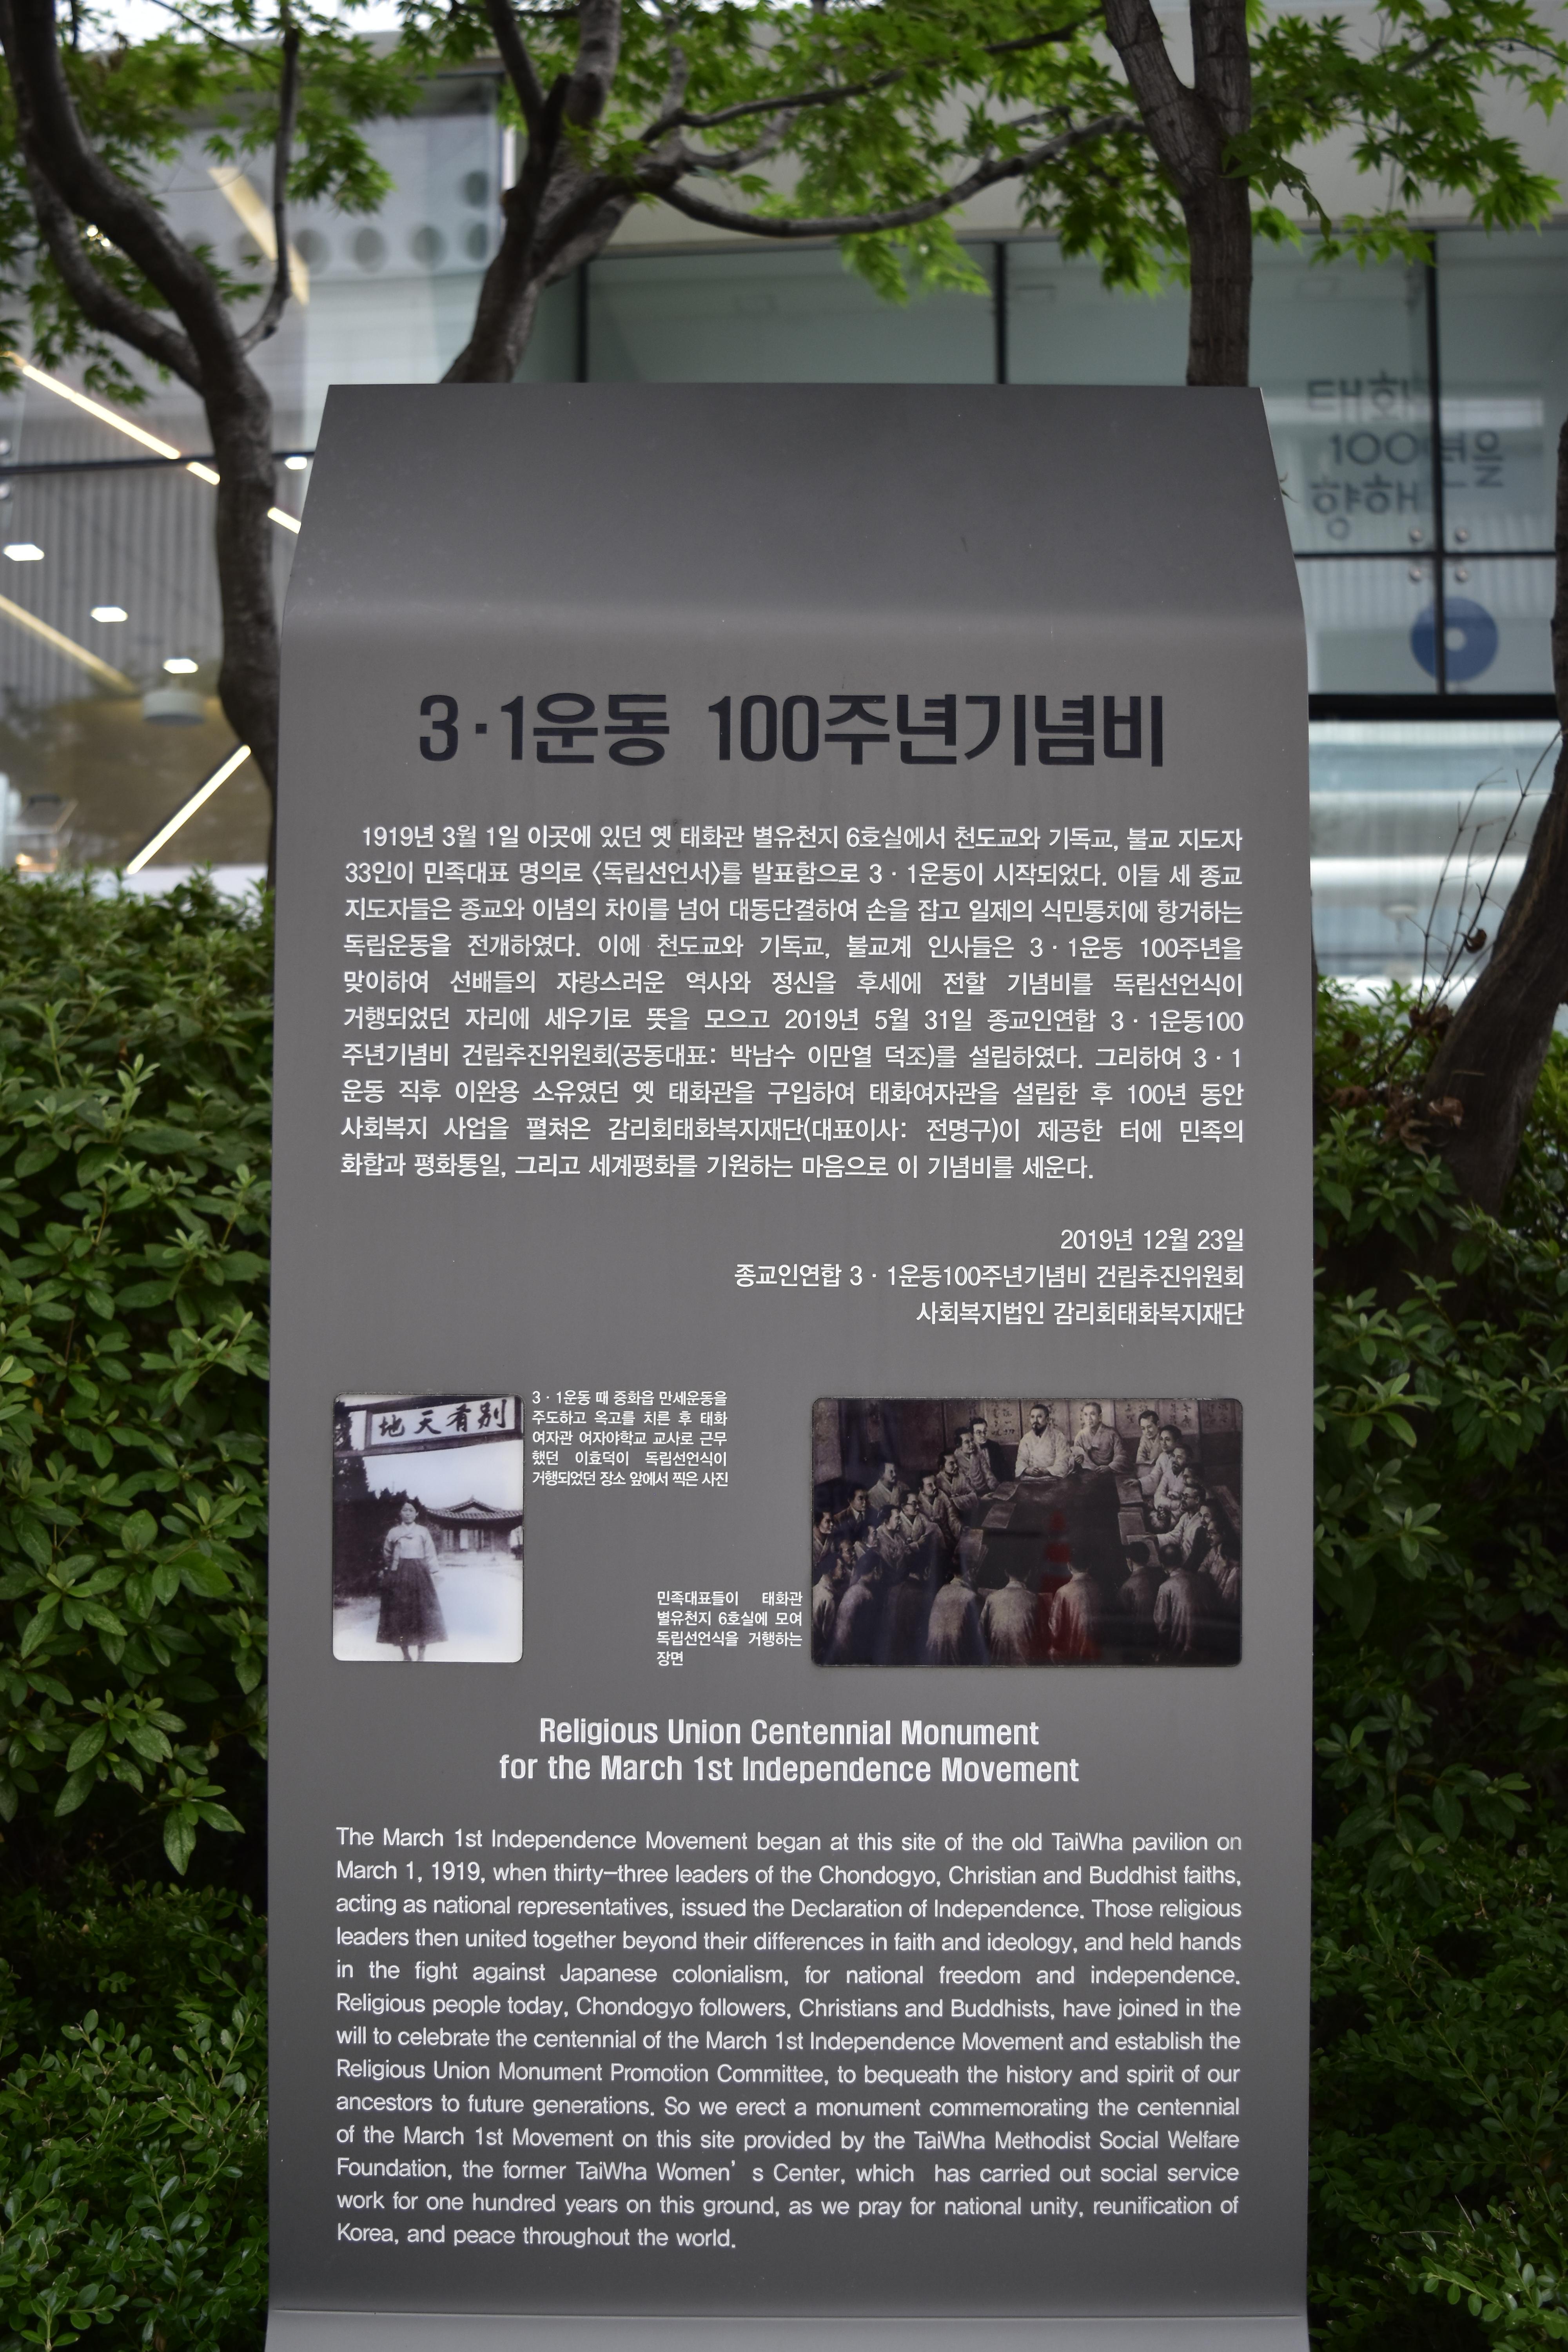 3·1운동 100주년기념비
1919년 3월 1일 이곳에 있던 옛 태화관 별유천지 6호실에서 천도교와 기독교, 불교 지도자
33인이 민족대표 명의로 〈독립선언서〉를 발표함으로 3·1운동이 시작되었다. 이들 세 종교
지도자들은 종교와 이념의 차이를 넘어 대동단결하여 손을 잡고 일제의 식민통치에 항거하는
독립운동을 전개하였다. 이에 천도교와 기독교, 불교계 인사들은 3·1운동 100주년을
맞이하여 선배들의 자랑스러운 역사와 정신을 후세에 전할 기념비를 독립선언식이
거행되었던 자리에 세우기로 뜻을 모으고 2019년 5월 31일 종교인연합 3·1운동100
주년기념비 건립추진위원회(공동대표: 박남수 이만열 덕조)를 설립하였다. 그리하여 3·1
운동 직후 이완용 소유였던 옛 태화관을 구입하여 태화여자관을 설립한 후 100년 동안
사회복지 사업을 펼쳐온 감리회태화복지재단(대표이사: 전명구)이 제공한 터에 민족의
화합과 평화통일, 그리고 세계평화를 기원하는 마음으로 이 기념비를 세운다.
2019년 12월 23일
종교인연합 3·1운동100주년기념비 건립추진위원회
사회복지법인 감리회태화복지재단
地天有別
3·1운동 때 중화읍 만세운동을
주도하고 옥고를 치른 후 태화
여자관 여자야학교 교사로 근무
했던 이효덕이 독립선언식이
거행되었던 장소 앞에서 찍은 사진
민족대표들이 태화관
별유천지 6호실에 모여
독립선언식을 거행하는
장면
Religious Union Centennial Monument
for the March 1st Independence Movement
The March 1st Independence Movement began at this site of the old TaiWha pavilion on
March 1, 1919, when thirty-three leaders of the Chondogyo, Christian and Buddhist faiths,
acting as national representatives, issued the Declaration of Independence. Those religious
leaders then united together beyond their differences in faith and ideology, and held hands
in the fight against Japanese colonialism, for national freedom and independence.
Religious people today, Chondogyo followers, Christians and Buddhists, have joined in the
will to celebrate the centennial of the March 1st Independence Movement and establish the
Religious Union Monument Promotion Committee, to bequeath the history and spirit of our
ancestors to future generations. So we erect a monument commemorating the centennial
of the March 1st Movement on this site provided by the TaiWha Methodist Social Welfare
Foundation, the former TaiWha Women's Center, which has carried out social service
work for one hundred years on this ground, as we pray for national unity, reunification of
Korea, and peace throughout the world.